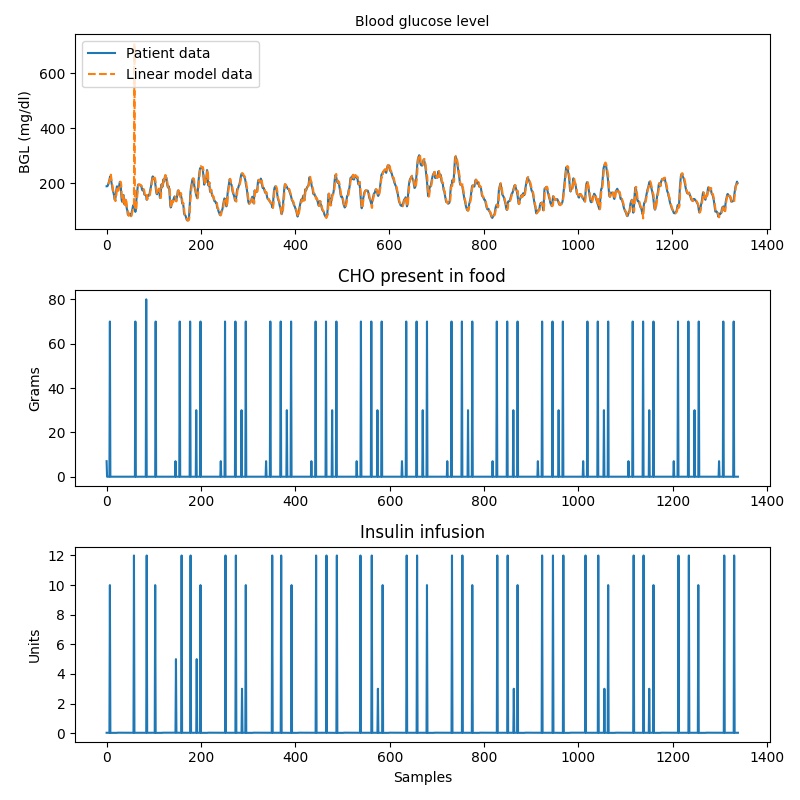 Blood glucose level
Patient data
Linear model data
600
400
200
BGL (mg/dl)
0 200 400 600 800 1000 1200 1400
CHO present in food
80
60
40
20
0
Grams
0 200 400 600 800 1000 1200 1400
Insulin infusion
12
10
8
6
4
2
0
Units
0 200 400 600 800 1000 1200 1400
Samples